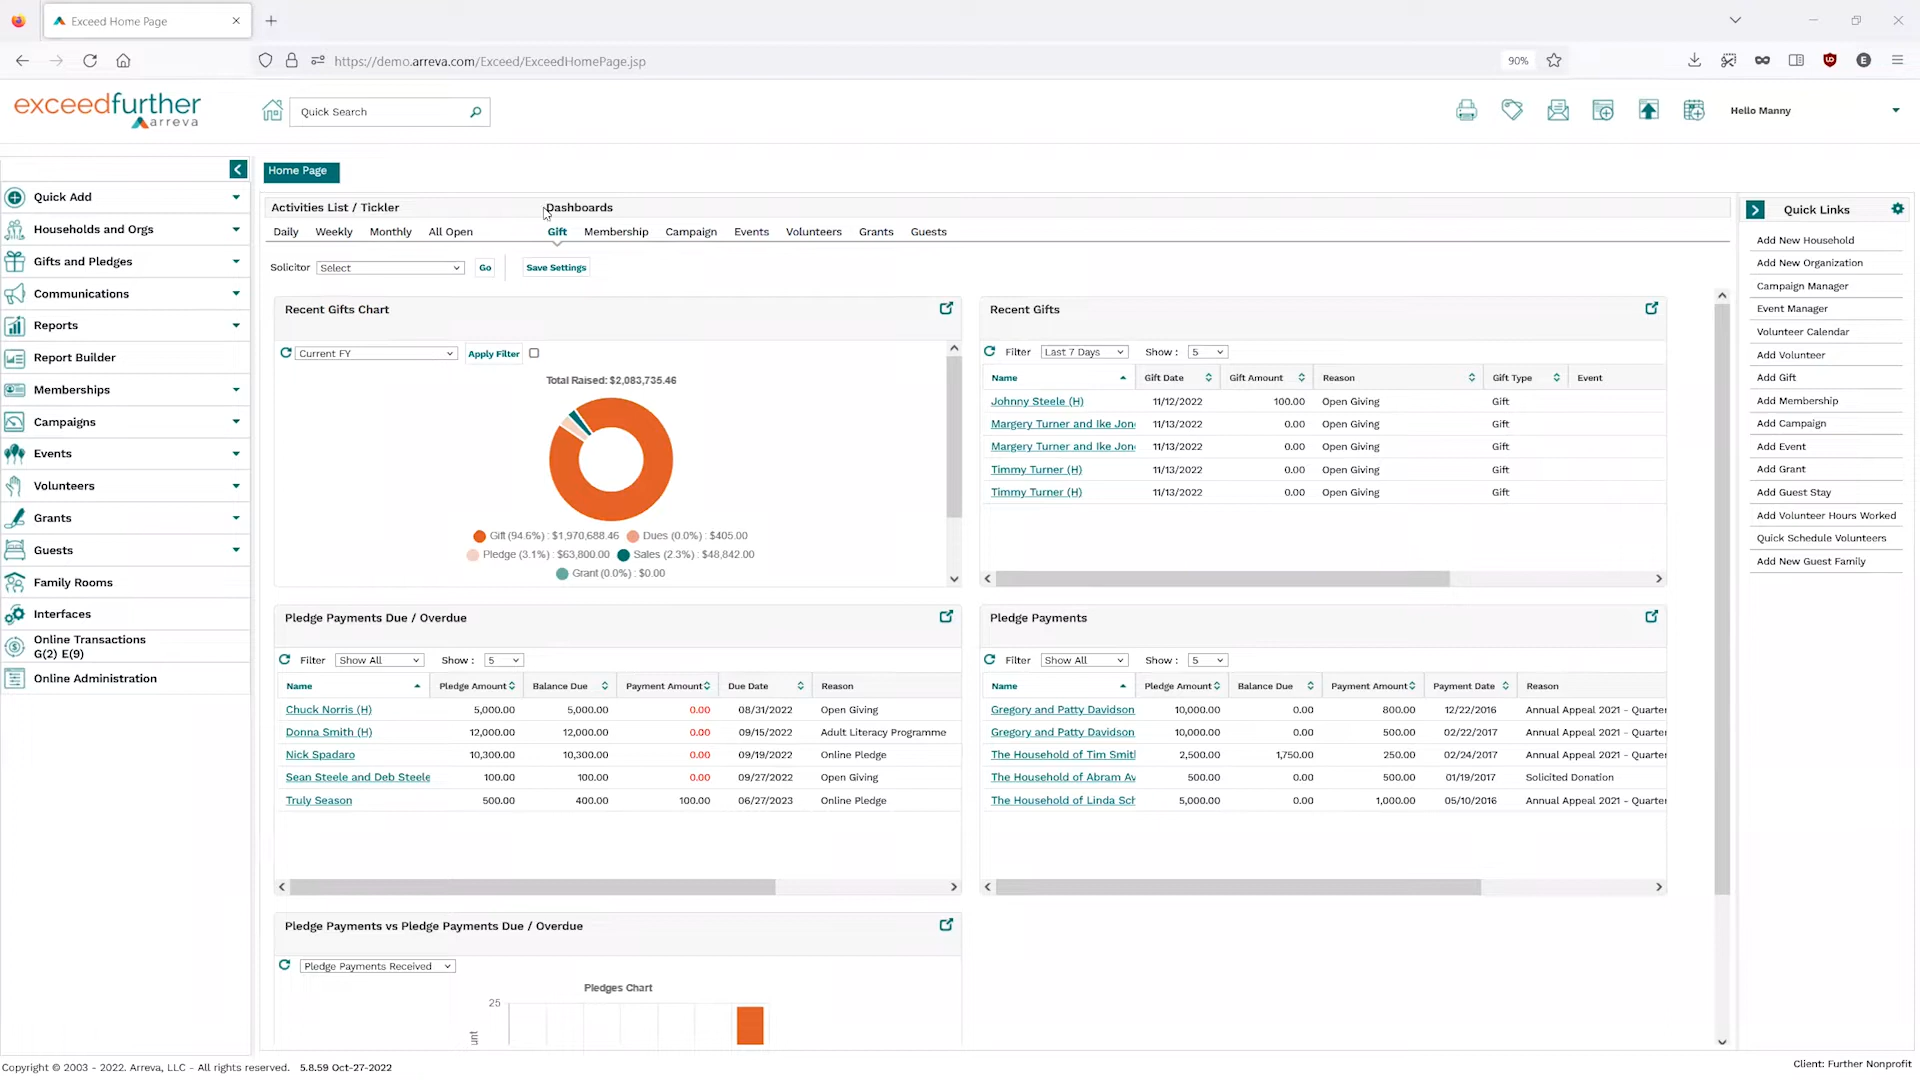 Exceed Home Page
https://demo.arreva.com/Exceed/ExceedHomePage.jsp
90%
exceedfurther
arreva
Quick Search
Hello Manny
Quick Add
Households and Orgs
Gifts and Pledges
Communications
Reports
Report Builder
Memberships
Campaigns
Events
Volunteers
Grants
Guests
Family Rooms
Interfaces
Online Transactions
G(2) E(9)
Online Administration
Home Page
Activities List / Tickler
Dashboards
Daily Weekly Monthly All Open
Gift Membership Campaign Events Volunteers Grants Guests
Solicitor Select Go Save Settings
Recent Gifts Chart
Current FY Apply Filter
Total Raised: $2,083,735.46
Gift (94.6%) : $1,970,688.46 Dues (0.0%) : $405.00
Pledge (3.1%) : $63,800.00 Sales (2.3%) : $48,842.00
Grant (0.0%) : $0.00
Recent Gifts
Filter Last 7 Days Show : 5
Name Gift Date Gift Amount Reason Gift Type Event
Johnny Steele (H) 11/12/2022 100.00 Open Giving Gift
Margery Turner and Ike Jon 11/13/2022 0.00 Open Giving Gift
Margery Turner and Ike Jon 11/13/2022 0.00 Open Giving Gift
Timmy Turner (H) 11/13/2022 0.00 Open Giving Gift
Timmy Turner (H) 11/13/2022 0.00 Open Giving Gift
Pledge Payments Due / Overdue
Filter Show All Show : 5
Name Pledge Amount Balance Due Payment Amount Due Date Reason
Chuck Norris (H) 5,000.00 5,000.00 0.00 08/31/2022 Open Giving
Donna Smith (H) 12,000.00 12,000.00 0.00 09/15/2022 Adult Literacy Programme
Nick Spadaro 10,300.00 10,300.00 0.00 09/19/2022 Online Pledge
Sean Steele and Deb Steele 100.00 100.00 0.00 09/27/2022 Open Giving
Truly Season 500.00 400.00 100.00 06/27/2023 Online Pledge
Pledge Payments
Filter Show All Show : 5
Name Pledge Amount Balance Due Payment Amount Payment Date Reason
Gregory and Patty Davidson 10,000.00 0.00 800.00 12/22/2016 Annual Appeal 2021 - Quarter
Gregory and Patty Davidson 10,000.00 0.00 500.00 02/22/2017 Annual Appeal 2021 - Quarter
The Household of Tim Smitl 2,500.00 1,750.00 250.00 02/24/2017 Annual Appeal 2021 - Quarter
The Household of Abram Av 500.00 0.00 500.00 01/19/2017 Solicited Donation
The Household of Linda Sch 5,000.00 0.00 1,000.00 05/10/2016 Annual Appeal 2021 - Quarter
Pledge Payments vs Pledge Payments Due / Overdue
Pledge Payments Received
Pledges Chart
25
Quick Links
Add New Household
Add New Organization
Campaign Manager
Event Manager
Volunteer Calendar
Add Volunteer
Add Gift
Add Membership
Add Campaign
Add Event
Add Grant
Add Guest Stay
Add Volunteer Hours Worked
Quick Schedule Volunteers
Add New Guest Family
Copyright © 2003 - 2022. Arreva, LLC - All rights reserved. 5.8.59 Oct-27-2022
Client: Further Nonprofit